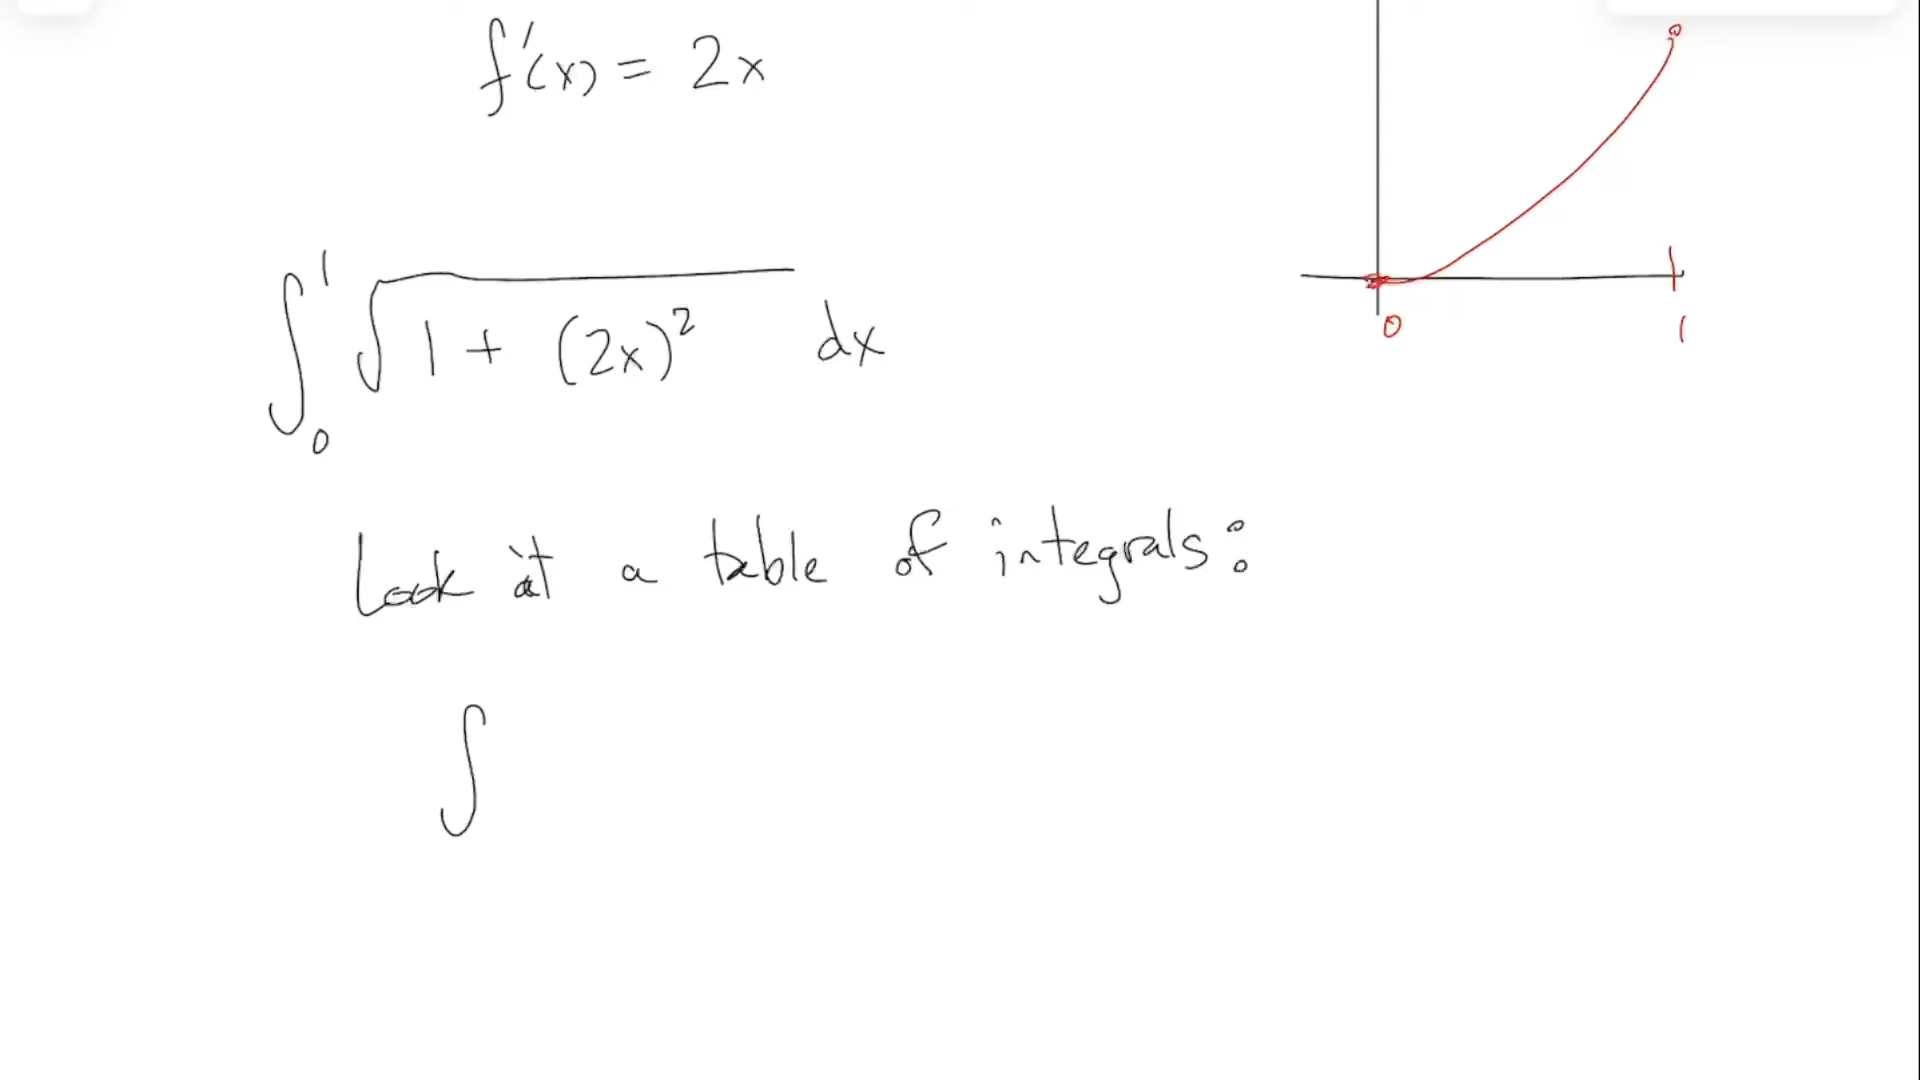 f'(x) = 2x
∫₀¹ √(1 + (2x)²) dx
0 1
Look at a table of integrals:
∫